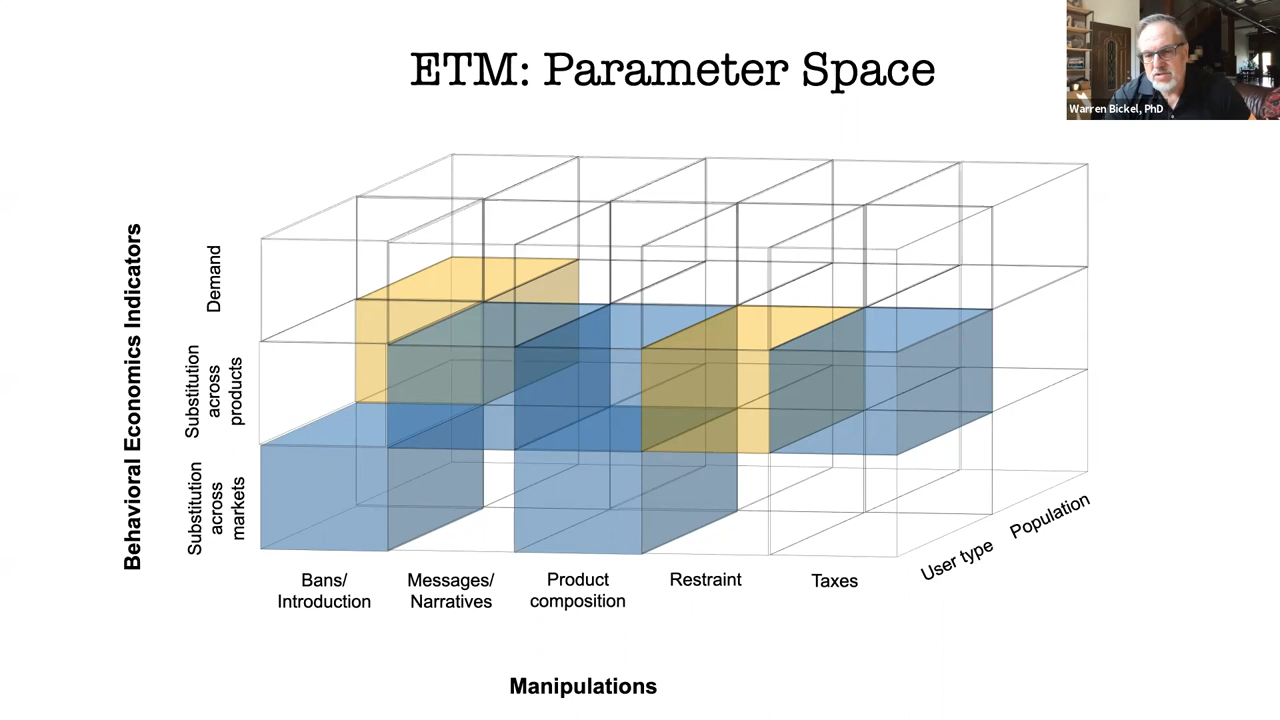 ETM: Parameter Space
Warren Bickel, PhD
Behavioral Economics Indicators
Demand
Substitution
across
products
Substitution
across
markets
Bans/
Introduction
Messages/
Narratives
Product
composition
Restraint
Taxes
User type
Population
Manipulations